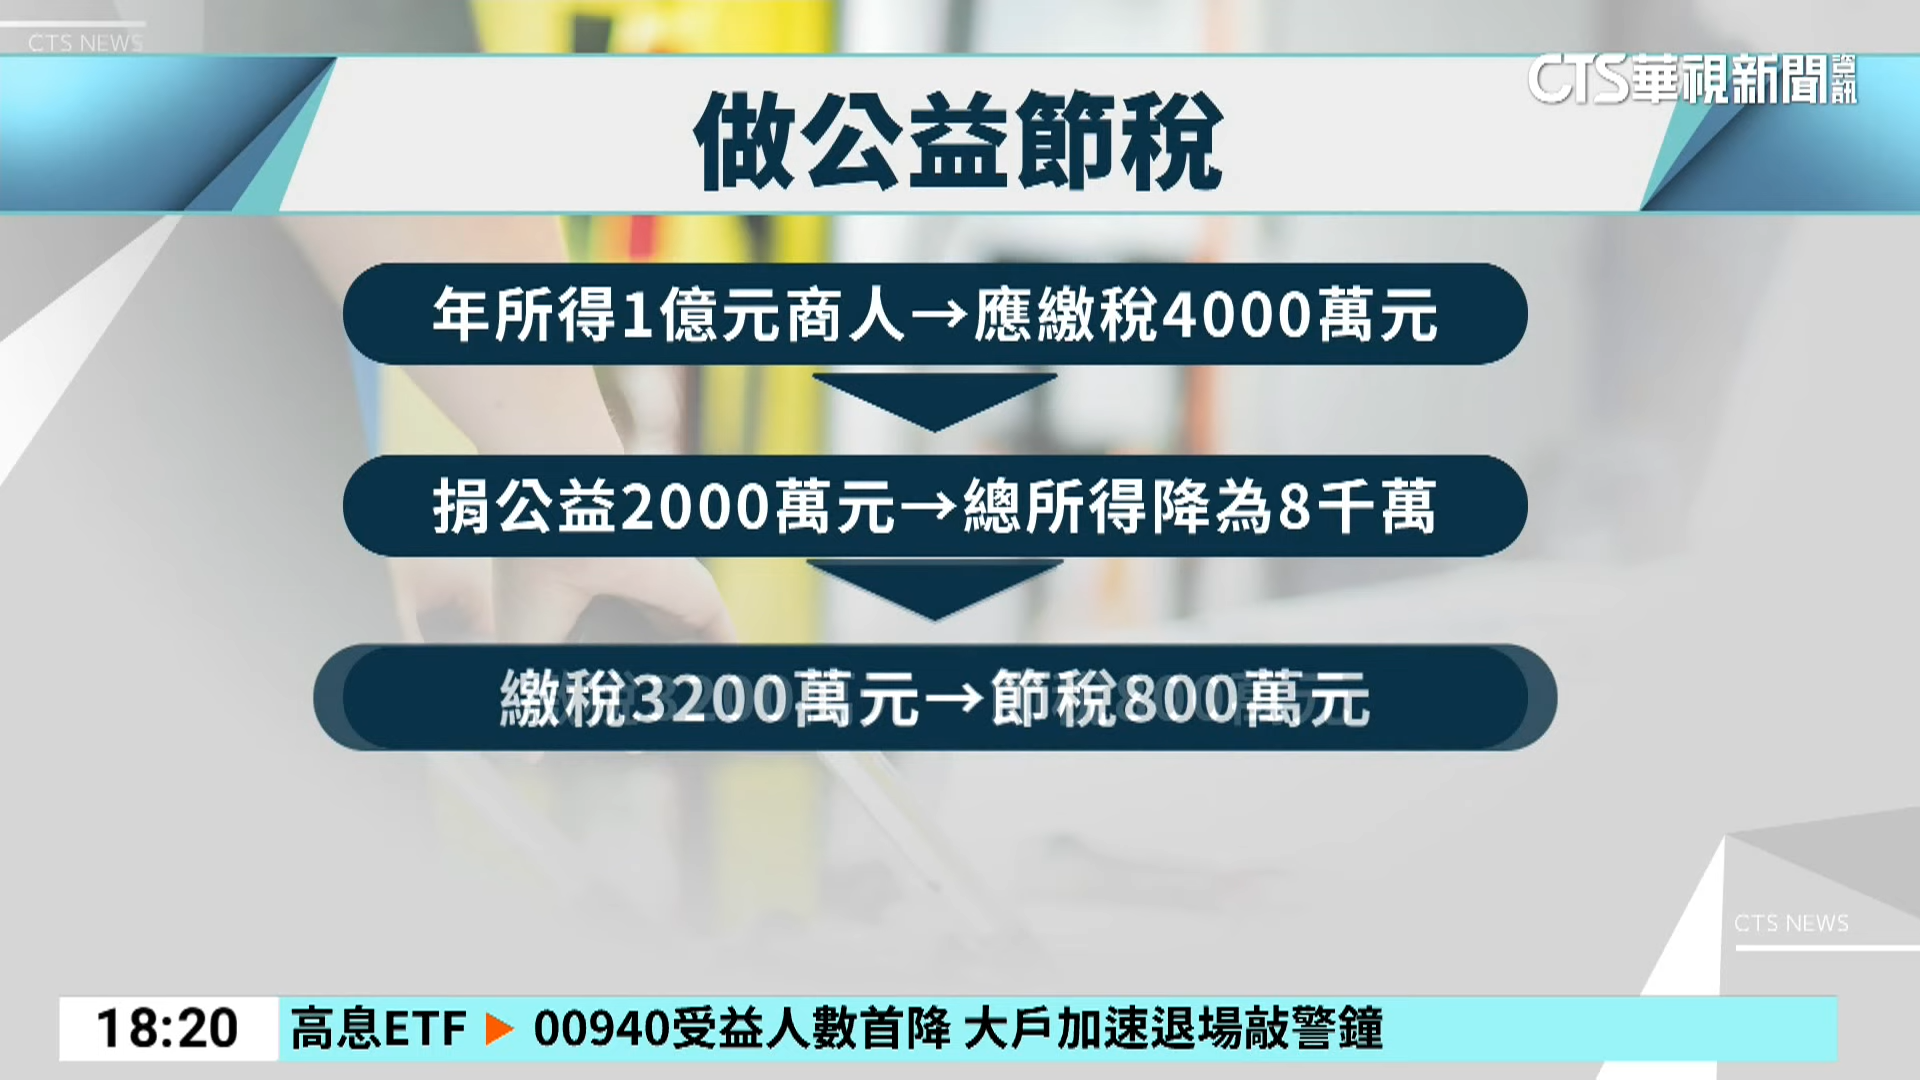 CTS NEWS
CTS華視新聞資訊
做公益節稅
年所得1億元商人→應繳稅4000萬元
捐公益2000萬元→總所得降為8千萬
繳稅3200萬元→節稅800萬元
CTS NEWS
18:20 高息ETF ▶ 00940受益人數首降 大戶加速退場敲警鐘